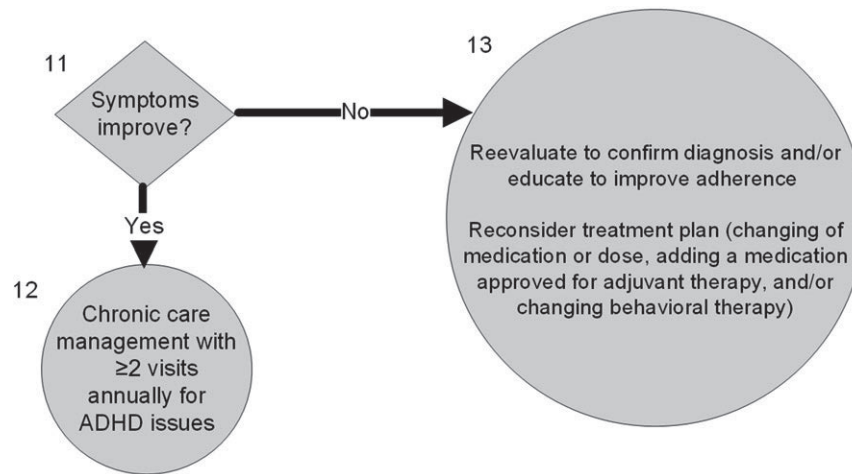 11
Symptoms
improve?
No
Yes
12
Chronic care
management with
≥2 visits
annually for
ADHD issues
13
Reevaluate to confirm diagnosis and/or
educate to improve adherence
Reconsider treatment plan (changing of
medication or dose, adding a medication
approved for adjuvant therapy, and/or
changing behavioral therapy)